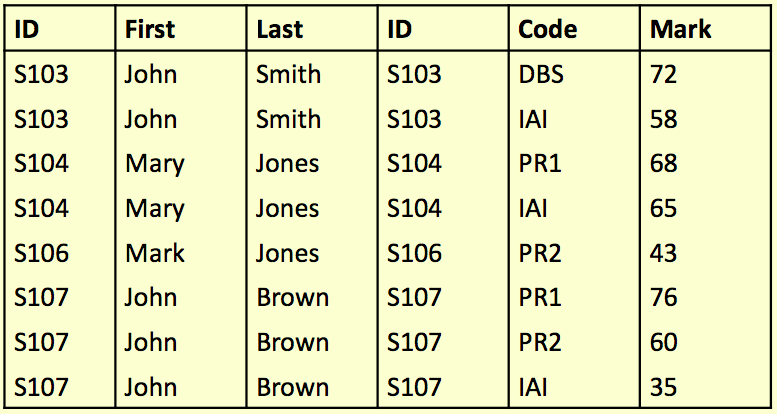 ID First Last ID Code Mark
S103 John Smith S103 DBS 72
S103 John Smith S103 IAI 58
S104 Mary Jones S104 PR1 68
S104 Mary Jones S104 IAI 65
S106 Mark Jones S106 PR2 43
S107 John Brown S107 PR1 76
S107 John Brown S107 PR2 60
S107 John Brown S107 IAI 35